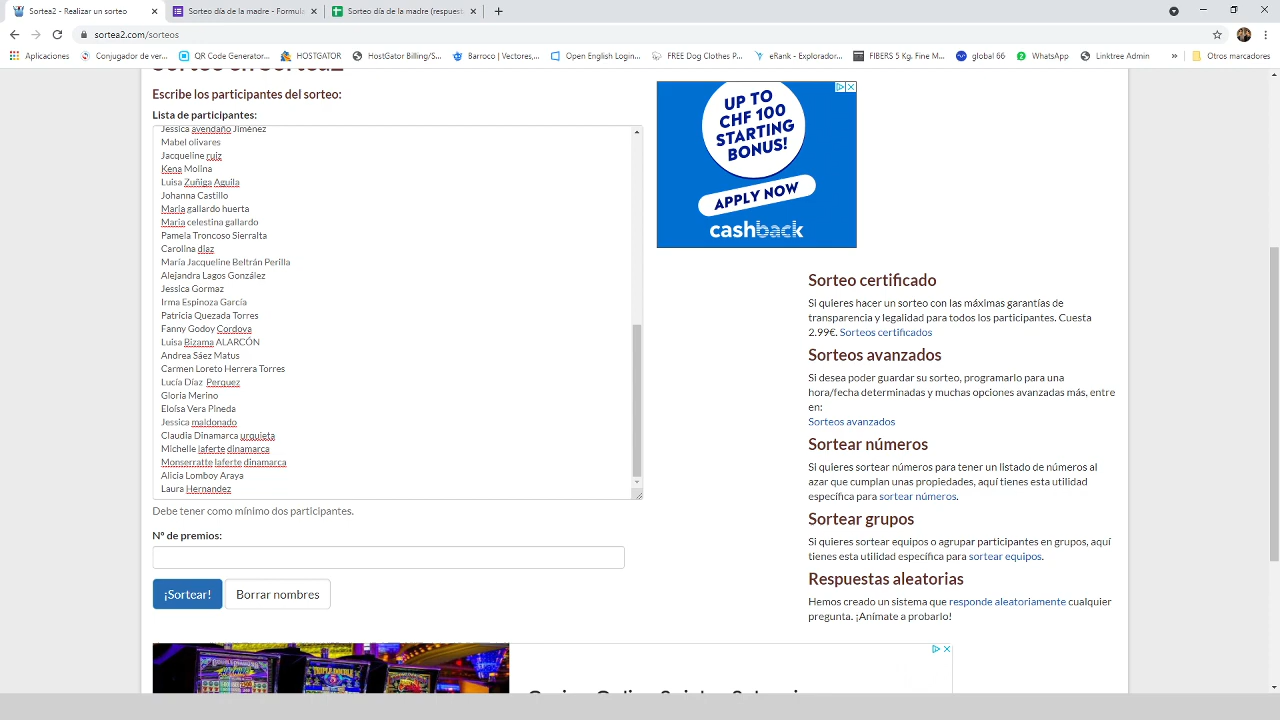 Sortea2 - Realizar un sorteo
Sorteo día de la madre - Formula
Sorteo día de la madre (respuest
sortea2.com/sorteos
Aplicaciones
Conjugador de verb...
QR Code Generator...
HOSTGATOR
HostGator Billing/S...
Barroco | Vectores,...
Open English Login...
FREE Dog Clothes P...
eRank - Explorador...
FIBERS 5 Kg. Fine M...
global 66
WhatsApp
Linktree Admin
»
Otros marcadores
Escribe los participantes del sorteo:
Lista de participantes:
Jessica avendaño Jiménez
Mabel olivares
Jacqueline ruiz
Kena Molina
Luisa Zuñiga Aguila
Johanna Castillo
Maria gallardo huerta
Maria celestina gallardo
Pamela Troncoso Sierralta
Carolina díaz
María Jacqueline Beltrán Perilla
Alejandra Lagos González
Jessica Gormaz
Irma Espinoza García
Patricia Quezada Torres
Fanny Godoy Cordova
Luisa Bizama ALARCÓN
Andrea Sáez Matus
Carmen Loreto Herrera Torres
Lucía Díaz  Perquez
Gloria Merino
Eloísa Vera Pineda
Jessica maldonado
Claudia Dinamarca urquieta
Michelle laferte dinamarca
Monserratte laferte dinamarca
Alicia Lomboy Araya
Laura Hernandez
Debe tener como mínimo dos participantes.
Nº de premios:
¡Sortear!
Borrar nombres
UP TO
CHF 100
STARTING
BONUS!
APPLY NOW
cashback
Sorteo certificado
Si quieres hacer un sorteo con las máximas garantías de
transparencia y legalidad para todos los participantes. Cuesta
2.99€. Sorteos certificados
Sorteos avanzados
Si desea poder guardar su sorteo, programarlo para una
hora/fecha determinadas y muchas opciones avanzadas más, entre
en:
Sorteos avanzados
Sortear números
Si quieres sortear números para tener un listado de números al
azar que cumplan unas propiedades, aquí tienes esta utilidad
específica para sortear números.
Sortear grupos
Si quieres sortear equipos o agrupar participantes en grupos, aquí
tienes esta utilidad específica para sortear equipos.
Respuestas aleatorias
Hemos creado un sistema que responde aleatoriamente cualquier
pregunta. ¡Anímate a probarlo!